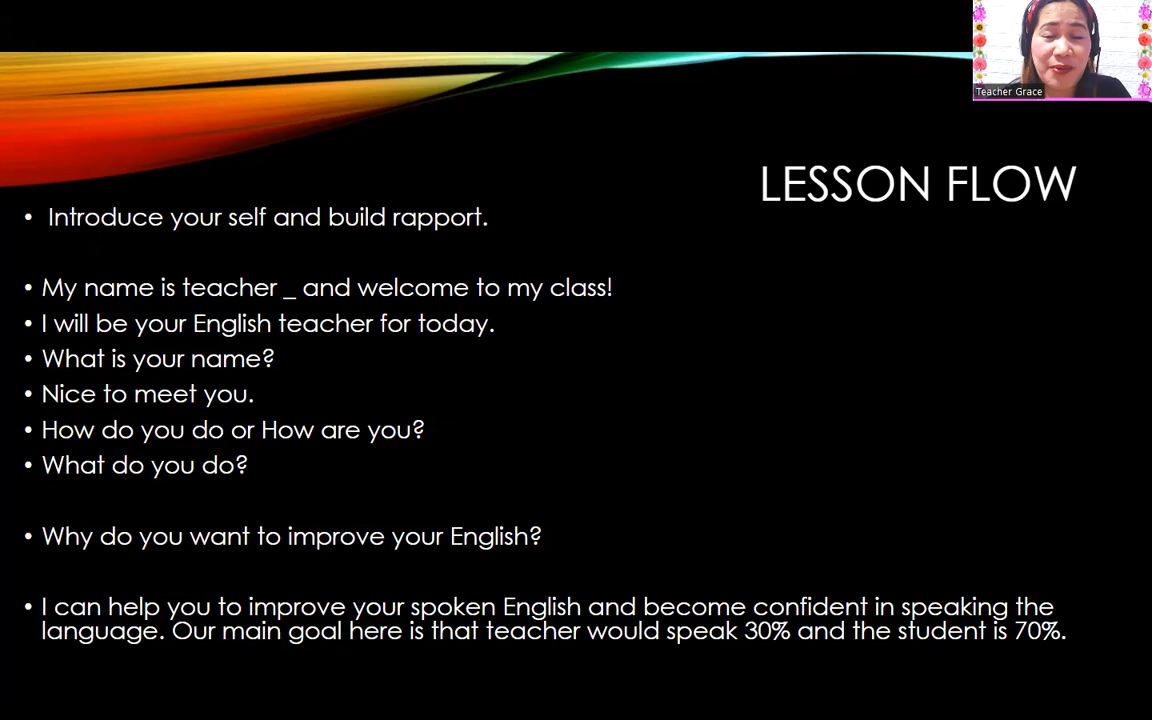 Teacher Grace
LESSON FLOW
• Introduce your self and build rapport.
• My name is teacher _ and welcome to my class!
• I will be your English teacher for today.
• What is your name?
• Nice to meet you.
• How do you do or How are you?
• What do you do?
• Why do you want to improve your English?
• I can help you to improve your spoken English and become confident in speaking the
language. Our main goal here is that teacher would speak 30% and the student is 70%.